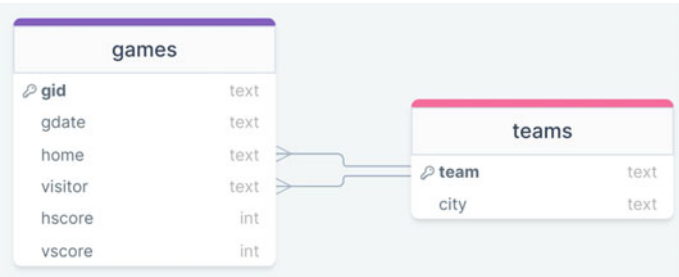 games
gid text
gdate text
home text
visitor text
hscore int
vscore int
teams
team text
city text